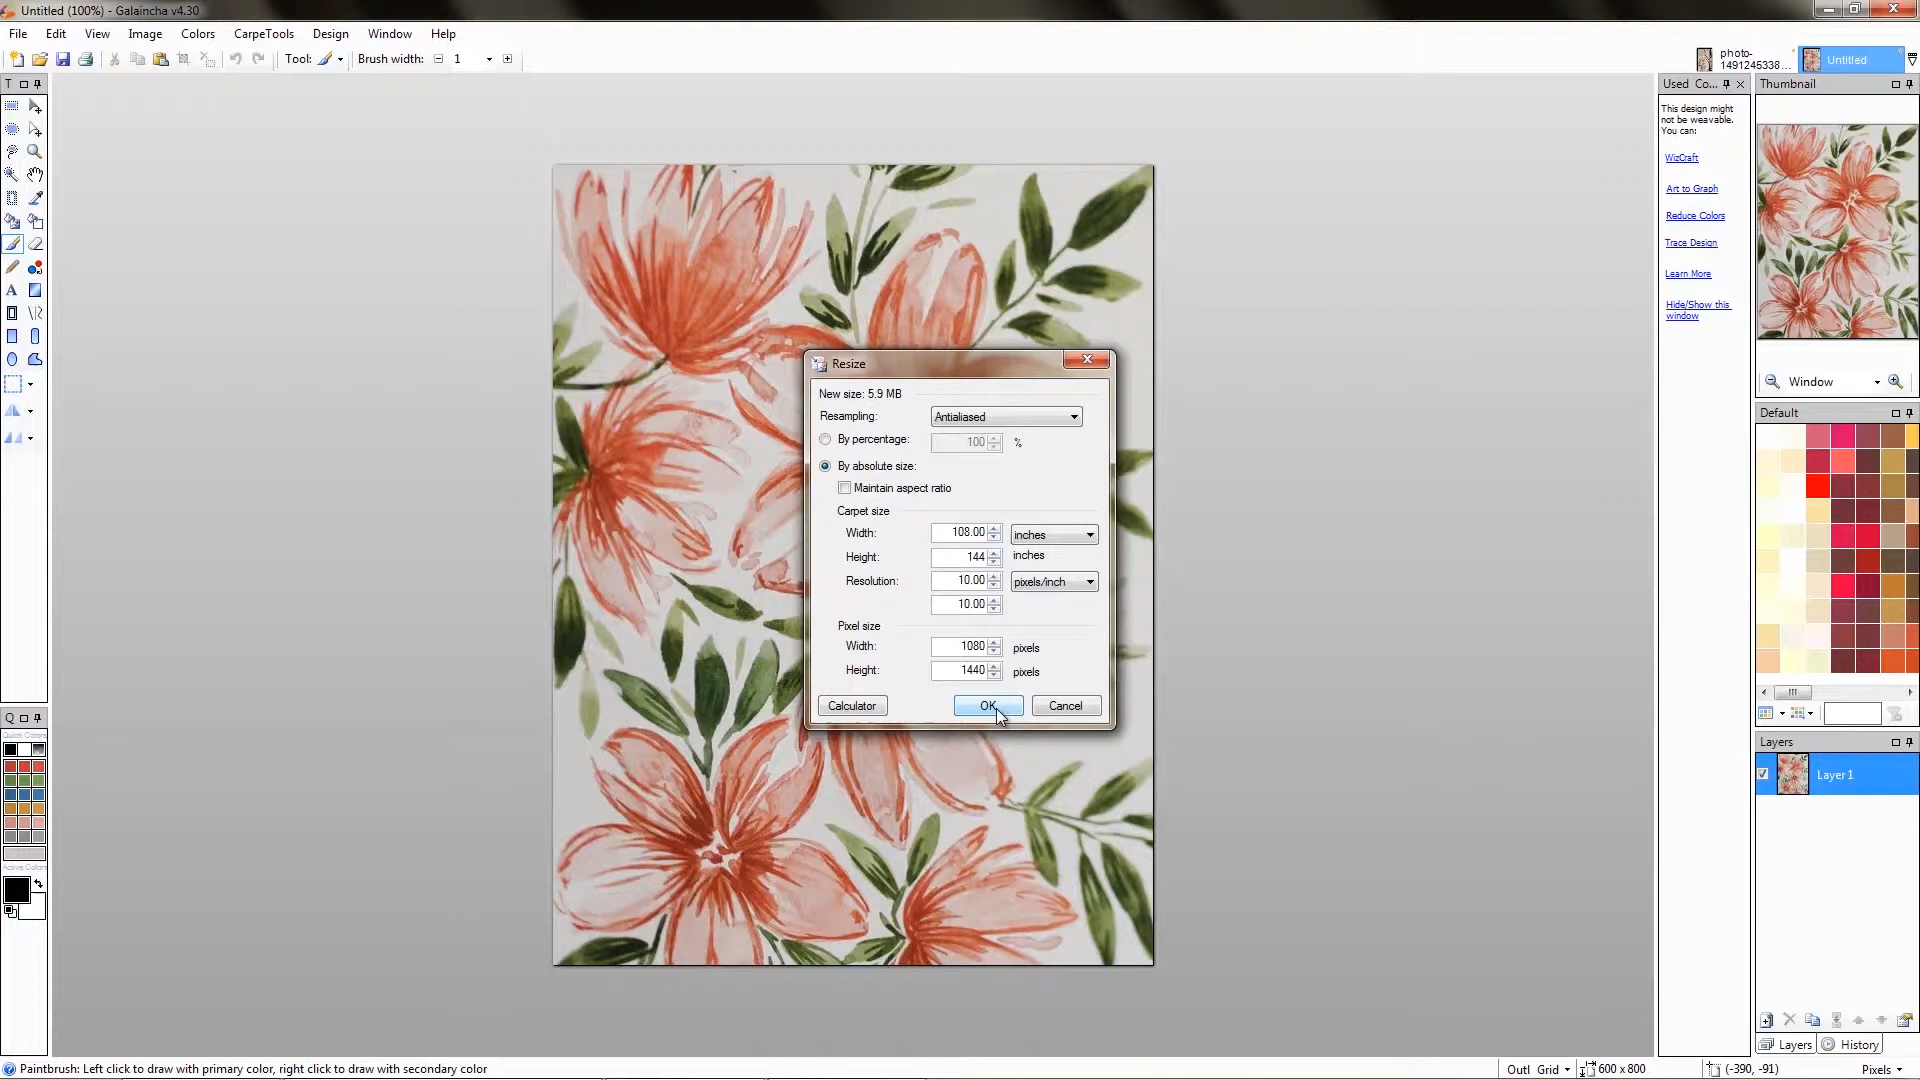 Untitled (100%) - Galaincha v4.30
File Edit View Image Colors CarpeTools Design Window Help
Tool: Brush width: 1
photo-
1491245338...
Untitled
T
Used Co...
This design might
not be weavable.
You can:
WizCraft
Art to Graph
Reduce Colors
Trace Design
Learn More
Hide/Show this
window
Thumbnail
Window
Default
Resize
New size: 5.9 MB
Resampling: Antialiased
By percentage: 100 %
By absolute size:
Maintain aspect ratio
Carpet size
Width: 108.00 inches
Height: 144 inches
Resolution: 10.00 pixels/inch
10.00
Pixel size
Width: 1080 pixels
Height: 1440 pixels
Calculator OK Cancel
A
Q
Quick Colors
Active Colors
Layers
Layer 1
Layers History
Paintbrush: Left click to draw with primary color, right click to draw with secondary color
Outl Grid 600 x 800 (-390, -91) Pixels